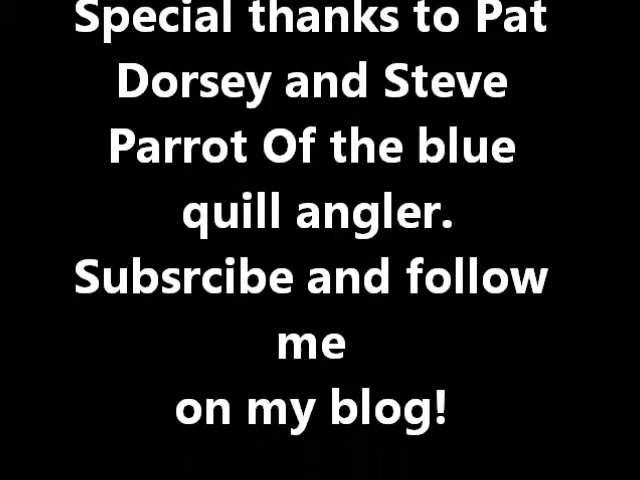 Special thanks to Pat
Dorsey and Steve
Parrot Of the blue
quill angler.
Subsrcibe and follow
me
on my blog!